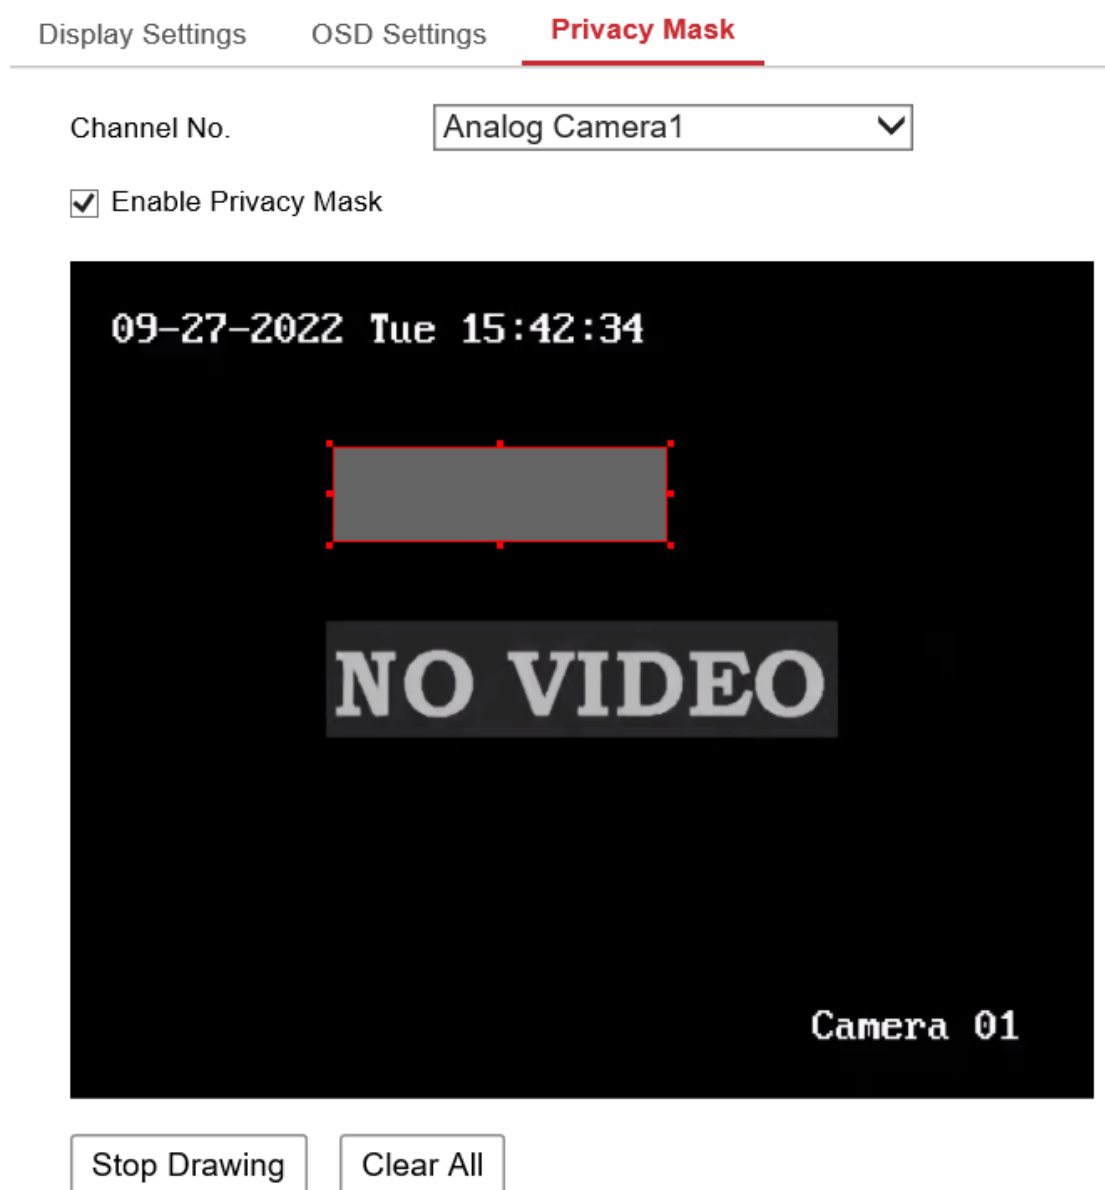 Display Settings OSD Settings Privacy Mask
Channel No. Analog Camera1
Enable Privacy Mask
09-27-2022 Tue 15:42:34
NO VIDEO
Camera 01
Stop Drawing Clear All